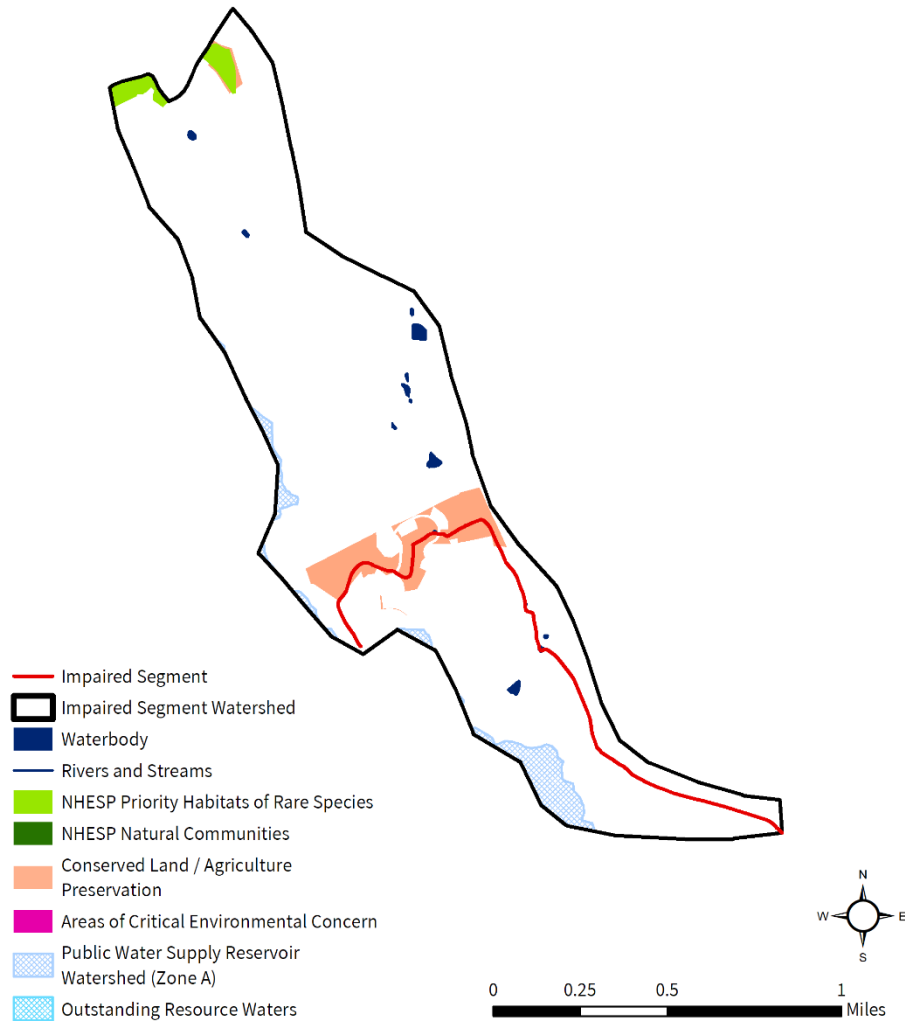 Impaired Segment
Impaired Segment Watershed
Waterbody
Rivers and Streams
NHESP Priority Habitats of Rare Species
NHESP Natural Communities
Conserved Land / Agriculture
Preservation
Areas of Critical Environmental Concern
Public Water Supply Reservoir
Watershed (Zone A)
Outstanding Resource Waters
N
W E
S
0 0.25 0.5 1
Miles